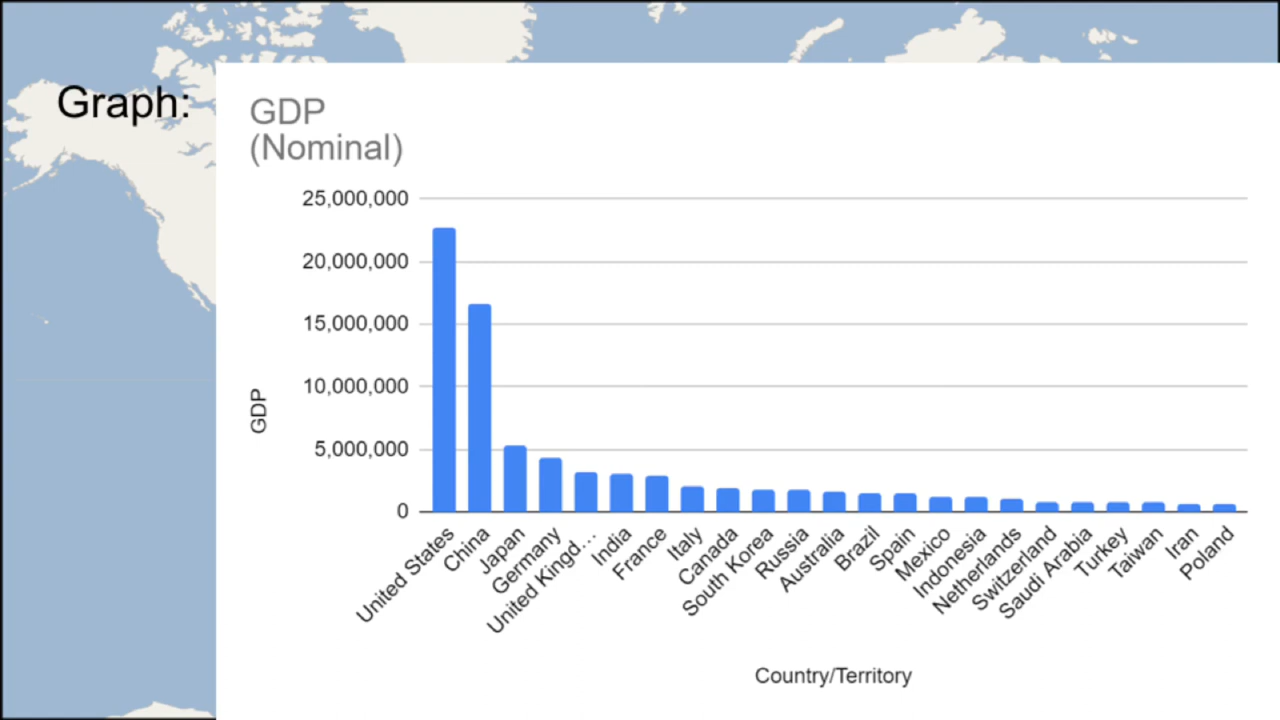 Graph:
GDP
(Nominal)
25,000,000
20,000,000
15,000,000
10,000,000
5,000,000
0
GDP
United States
China
Japan
Germany
United Kingd...
India
France
Italy
Canada
South Korea
Russia
Australia
Brazil
Spain
Mexico
Indonesia
Netherlands
Switzerland
Saudi Arabia
Turkey
Taiwan
Iran
Poland
Country/Territory